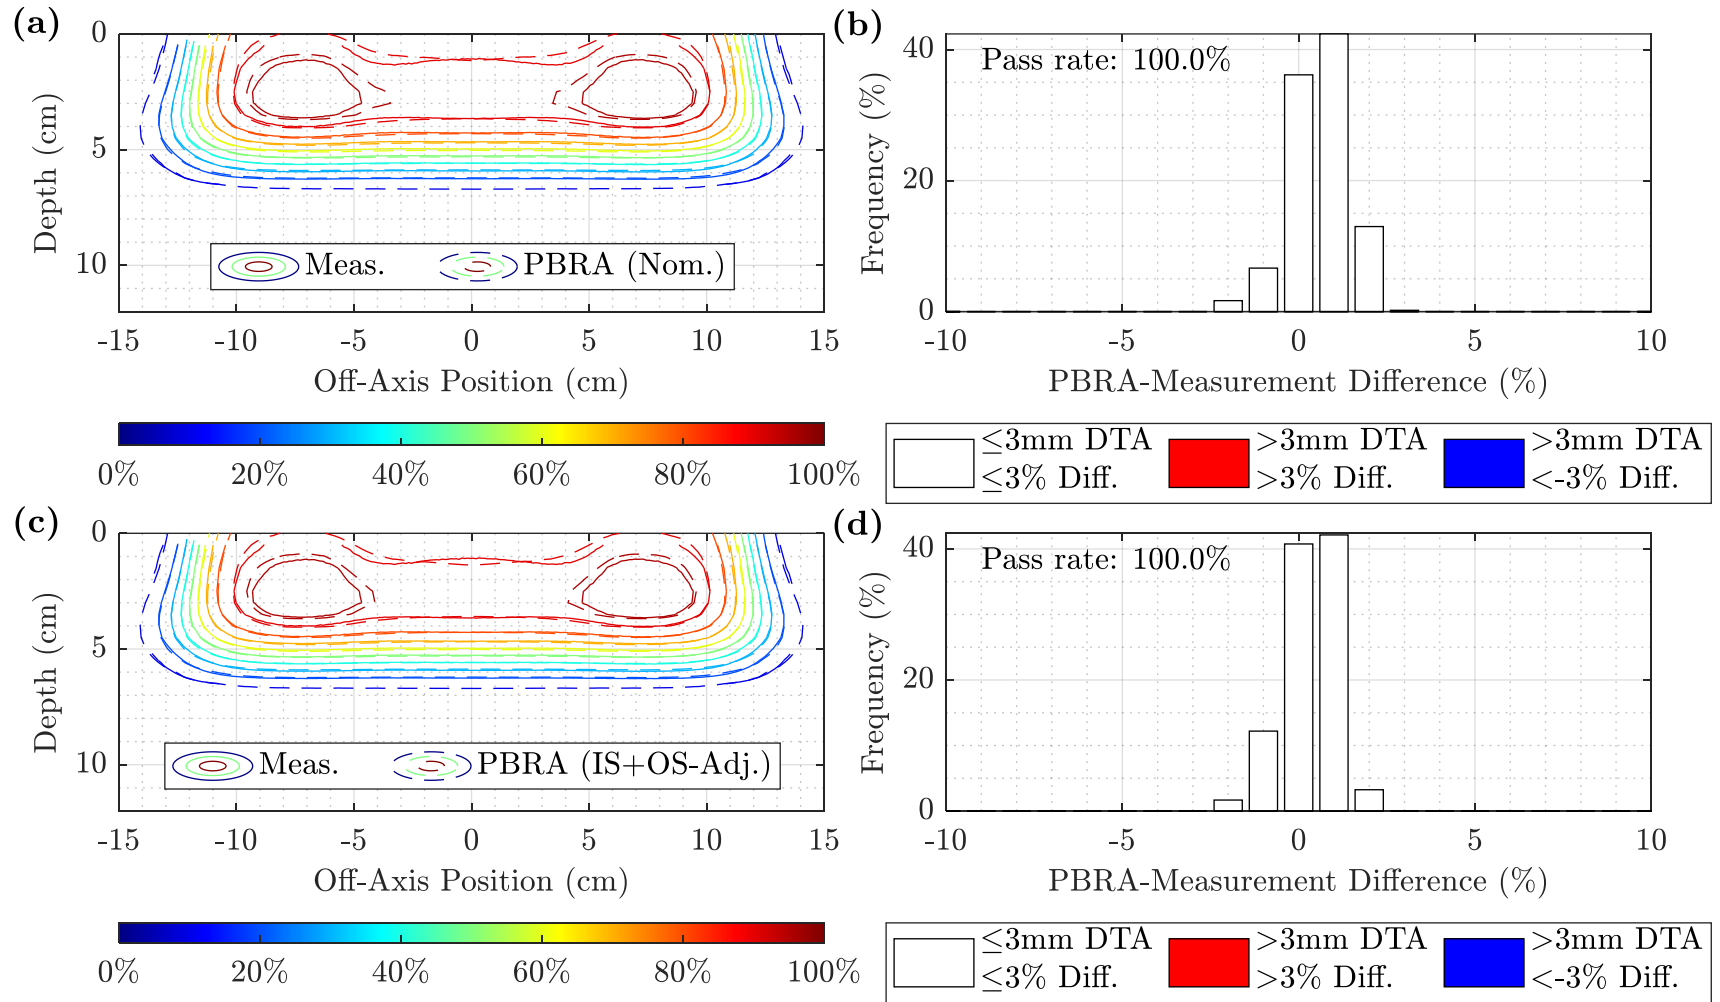 (a)
0
5
10
Depth (cm)
Meas.
PBRA (Nom.)
-15 -10 -5 0 5 10 15
Off-Axis Position (cm)
0% 20% 40% 60% 80% 100%
(b)
40
20
0
Frequency (%)
Pass rate: 100.0%
-10 -5 0 5 10
PBRA-Measurement Difference (%)
≤3mm DTA >3mm DTA >3mm DTA
≤3% Diff. >3% Diff. <-3% Diff.
(c)
0
5
10
Depth (cm)
Meas.
PBRA (IS+OS-Adj.)
-15 -10 -5 0 5 10 15
Off-Axis Position (cm)
0% 20% 40% 60% 80% 100%
(d)
40
20
0
Frequency (%)
Pass rate: 100.0%
-10 -5 0 5 10
PBRA-Measurement Difference (%)
≤3mm DTA >3mm DTA >3mm DTA
≤3% Diff. >3% Diff. <-3% Diff.